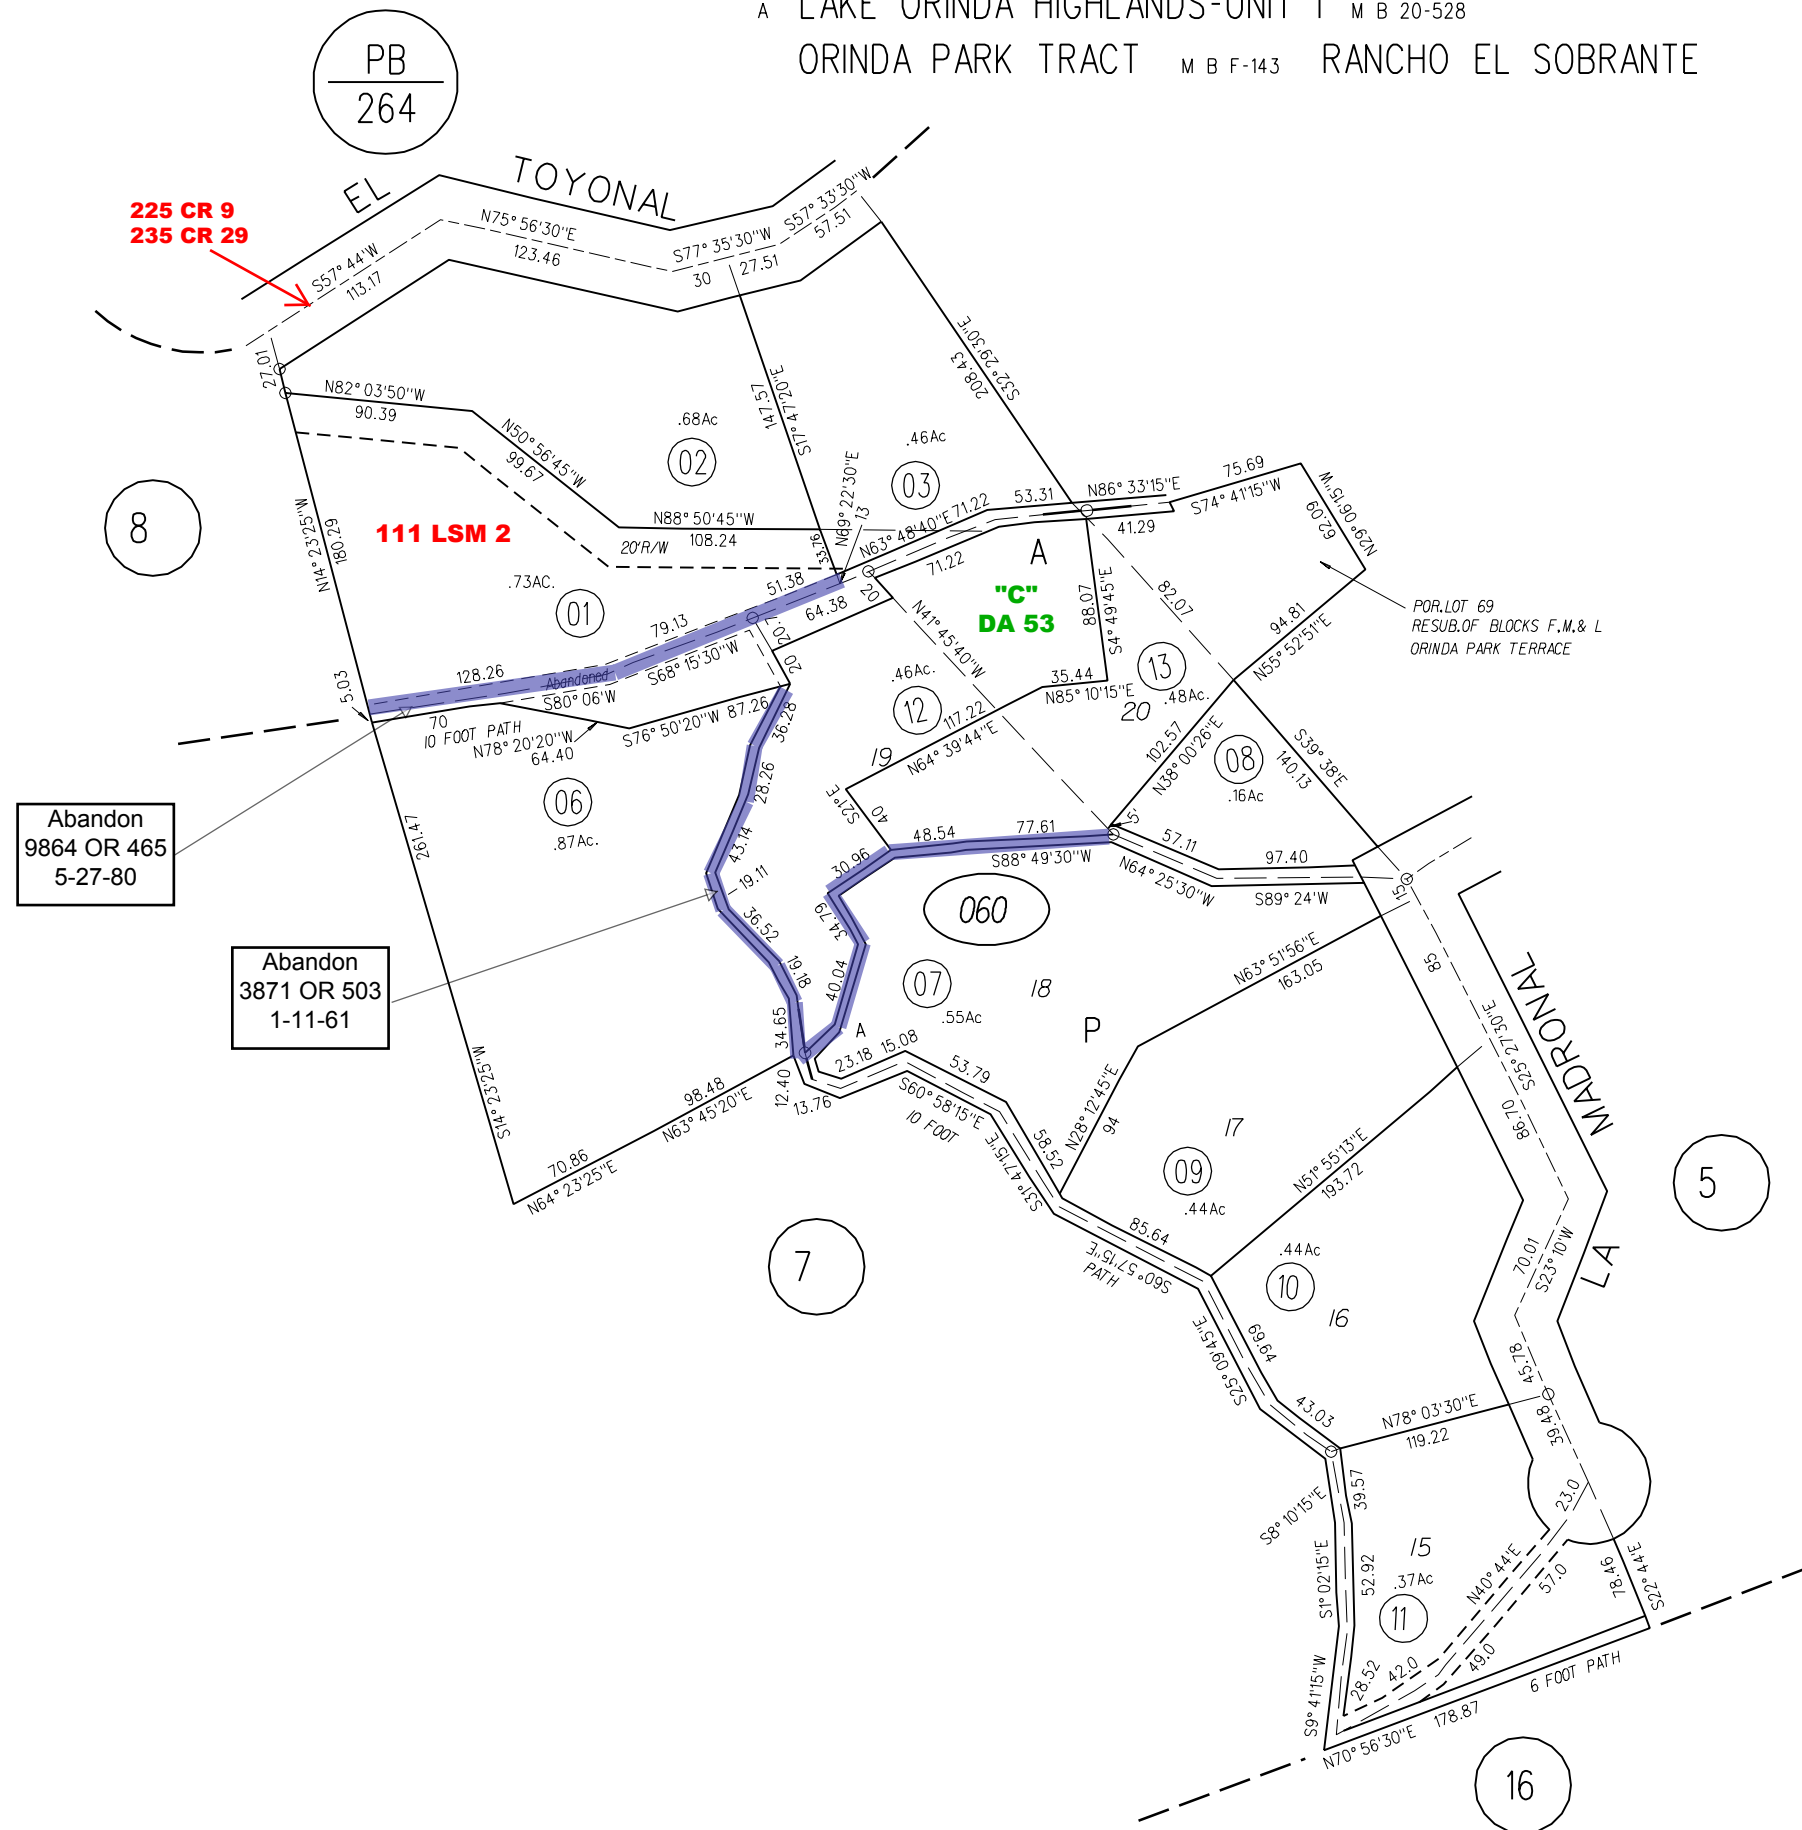 A LAKE ORINDA HIGHLANDS-UNIT 1 M B 20-528
ORINDA PARK TRACT M B F-143 RANCHO EL SOBRANTE
PB
264
EL TOYONAL
225 CR 9
235 CR 29
S57° 44'W
113.17
N75° 56'30"E
123.46
S77° 35'30"W
30 27.51
S57° 33'30"W
57.51
27.01
N82° 03'50"W
90.39
N50° 56'45"W
99.67
.68Ac
02
147.57
S17° 47'20"E
208.43
S32° 29'30"E
.46Ac
03
N88° 50'45"W
108.24
20'R/W
33.76
N69° 22'30"E
13
N63° 48'40"E
71.22
53.31
N86° 33'15"E
41.29
71.22
A
75.69
S74° 41'15"W
62.09
N29° 06'15"W
8
N14° 23'25"W
180.29
111 LSM 2
.73AC.
01
51.38
64.38
20
79.13
S68° 15'30"W
20.
20
128.26
Abandoned
S80° 06'W
5.03
70
10 FOOT PATH
N78° 20'20"W
64.40
S76° 50'20"W 87.26
"C"
DA 53
88.07
S4° 49'45"E
82.07
94.81
N55° 52'51"E
POR.LOT 69
RESUB.OF BLOCKS F,M,& L
ORINDA PARK TERRACE
N41° 45'40"W
.46Ac.
12
35.44
N85° 10'15"E
13
.48Ac.
20
117.22
N64° 39'44"E
19
102.57
N38° 00'26"E
08
.16Ac
S39° 38'E
140.13
S21° E
40
06
.87Ac.
36.28
28.26
43.14
19.11
36.52
19.18
34.65
Abandon
9864 OR 465
5-27-80
261.47
Abandon
3871 OR 503
1-11-61
48.54
77.61
S88° 49'30"W
5'
57.11
N64° 25'30"W
97.40
S89° 24'W
15
30.96
34.79
40.04
060
07
.55Ac
18
A
P
N63° 51'56"E
163.05
85
S25° 27'30"E
86.70
LA MADRONAL
S14° 23'25"W
98.48
N63° 45'20"E
70.86
N64° 23'25"E
12.40
13.76
23.18 15.08
53.79
S60° 58'15"E
10 FOOT
58.52
S31° 47'15"E
N28° 12'45"E
94
17
09
.44Ac
N51° 55'13"E
193.72
5
7
85.64
S60° 57'15"E
PATH
.44Ac
10
16
70.01
S23° 10'W
45.78
49.69
S25° 09'45"E
43.03
N78° 03'30"E
119.22
39.48
S8° 10'15"E
39.57
S1° 02'15"E
52.92
15
.37Ac
11
23.0
N40° 44'E
57.0
78.46
S22° 44'E
S9° 41'15"W
28.52
42.0
49.0
6 FOOT PATH
N70° 56'30"E
178.87
16